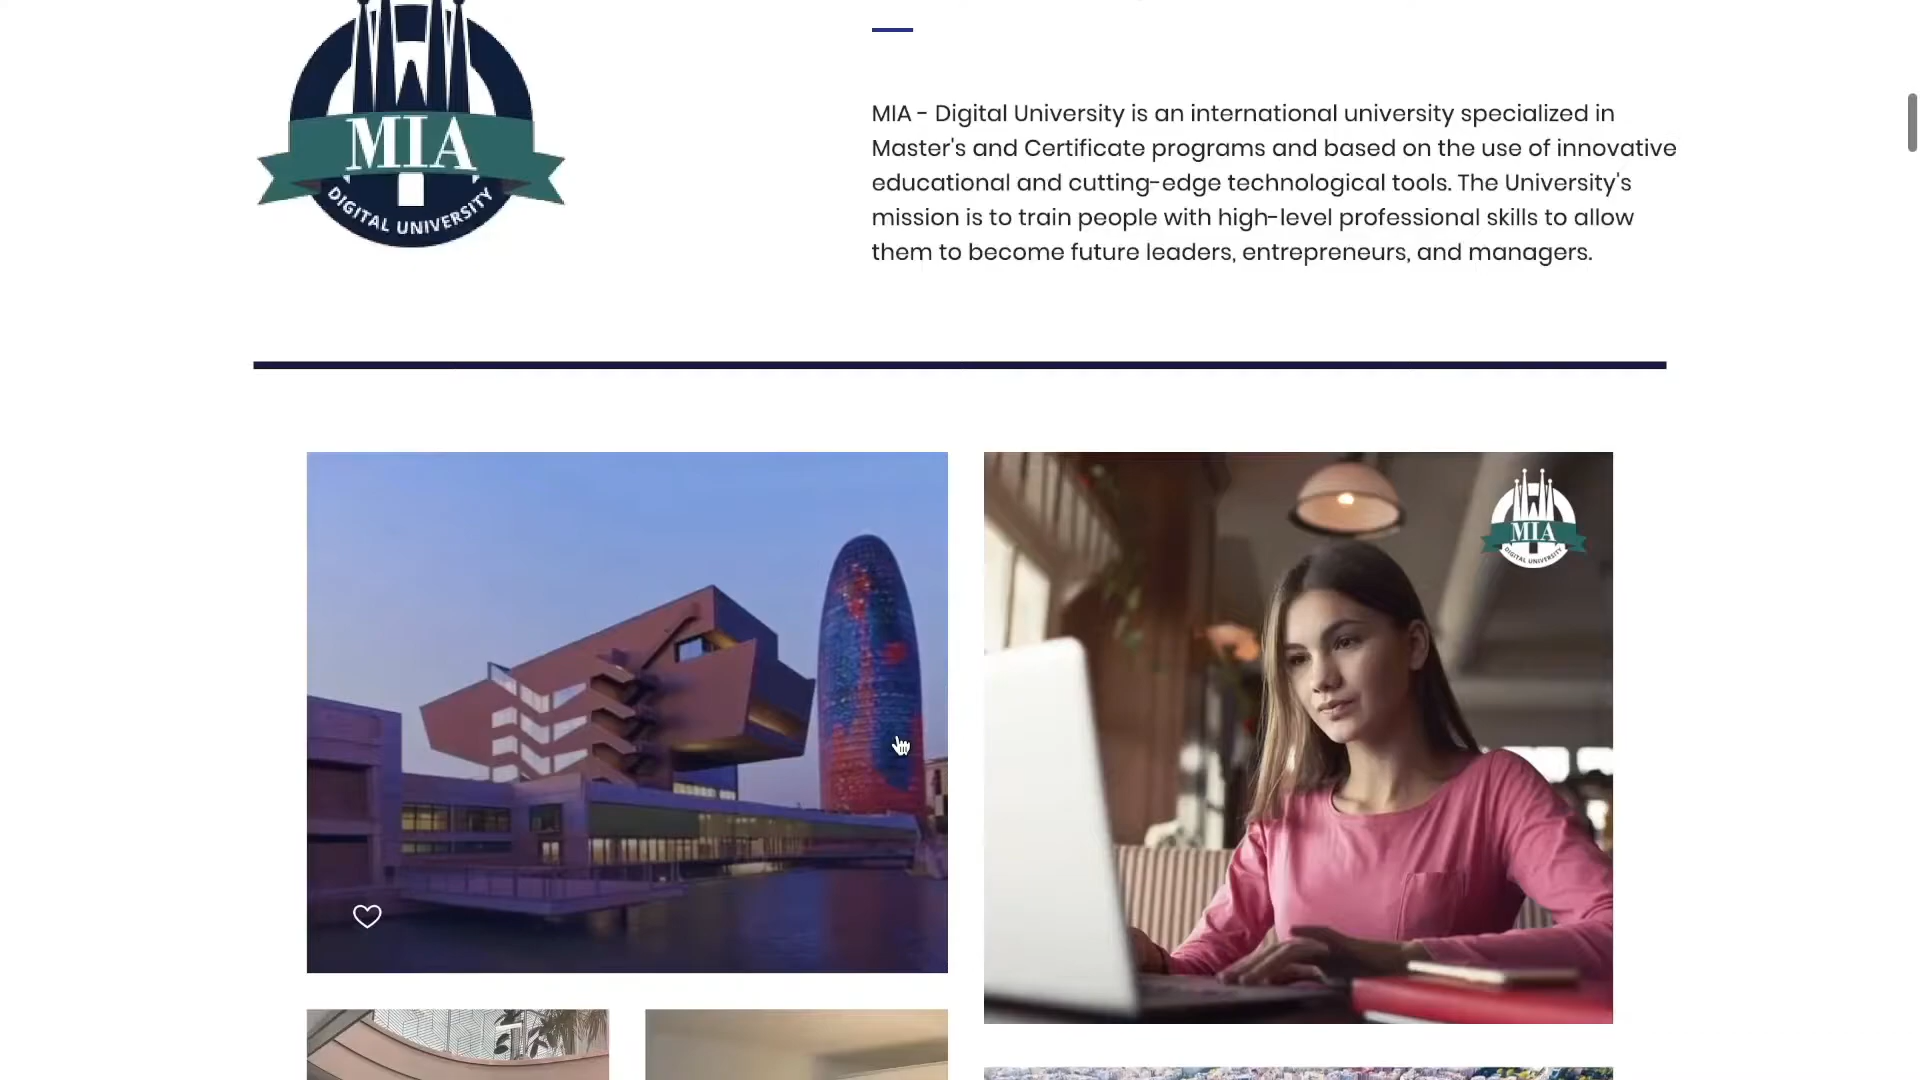 MIA
DIGITAL UNIVERSITY
MIA - Digital University is an international university specialized in
Master's and Certificate programs and based on the use of innovative
educational and cutting-edge technological tools. The University's
mission is to train people with high-level professional skills to allow
them to become future leaders, entrepreneurs, and managers.
MIA
DIGITAL UNIVERSITY